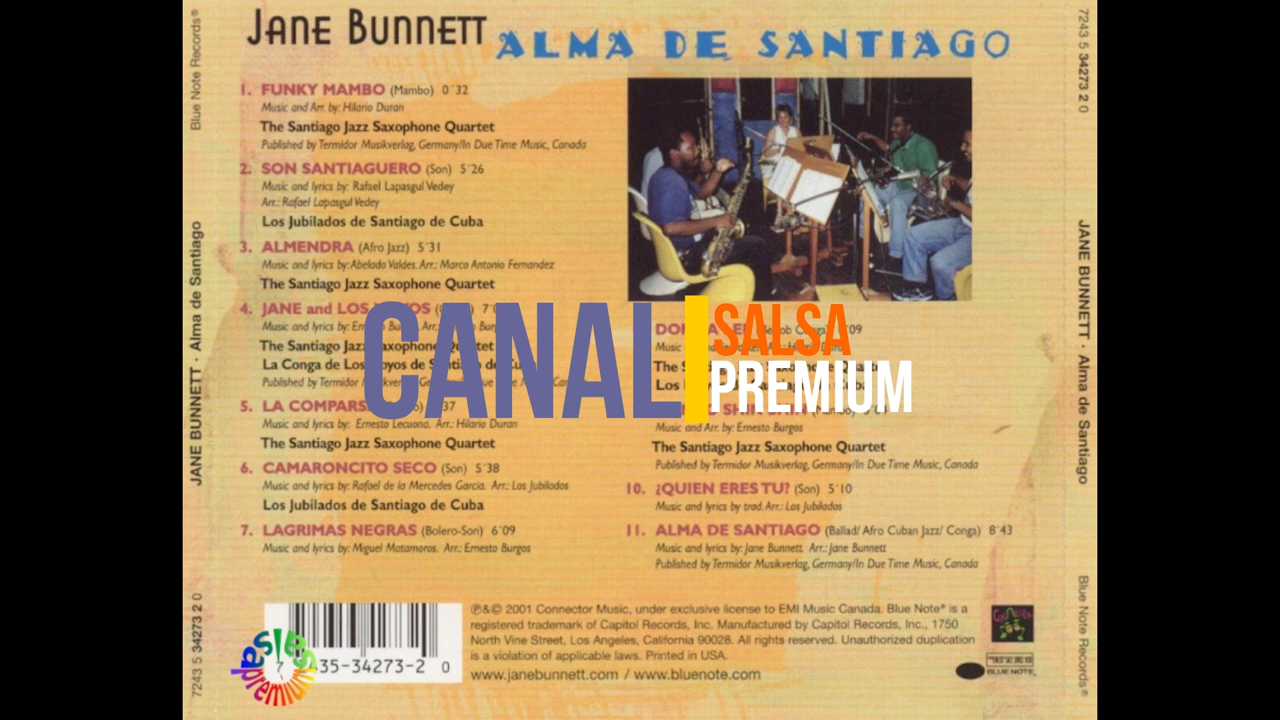 JANE BUNNETT ALMA DE SANTIAGO
1. FUNKY MAMBO (Mambo) 0´32
Music and Arr. by: Hilario Duran
The Santiago Jazz Saxophone Quartet
Published by Termidor Musikverlag, Germany/In Due Time Music, Canada
2. SON SANTIAGUERO (Son) 5´26
Music and lyrics by: Rafael Lapasgul Vedey
Arr.: Rafael Lapasgul Vedey
Los Jubilados de Santiago de Cuba
3. ALMENDRA (Afro Jazz) 5´31
Music and lyrics by: Abelado Valdes. Arr.: Marco Antonio Fernandez
The Santiago Jazz Saxophone Quartet
4. JANE and LOS
Music and lyrics by:
The Santiago Jazz
La Conga de Los
Published by Termidor
5. LA COMPARS
Music and lyrics by: Ernesto Lecuona. Arr.: Hilario Duran
The Santiago Jazz Saxophone Quartet
6. CAMARONCITO SECO (Son) 5´38
Music and lyrics by: Rafael de la Mercedes Garcia. Arr.: Los Jubilados
Los Jubilados de Santiago de Cuba
7. LAGRIMAS NEGRAS (Bolero-Son) 6´09
Music and lyrics by: Miguel Matamoros. Arr.: Ernesto Burgos
CANAL
SALSA
PREMIUM
Music and Arr. by: Ernesto Burgos
The Santiago Jazz Saxophone Quartet
Published by Termidor Musikverlag, Germany/In Due Time Music, Canada
10. ¿QUIEN ERES TU? (Son) 5´10
Music and lyrics by trad. Arr.: Los Jubilados
11. ALMA DE SANTIAGO (Ballad/ Afro Cuban Jazz/ Conga) 8´43
Music and lyrics by: Jane Bunnett. Arr.: Jane Bunnett
Published by Termidor Musikverlag, Germany/In Due Time Music, Canada
℗&© 2001 Connector Music, under exclusive license to EMI Music Canada. Blue Note® is a
registered trademark of Capitol Records, Inc. Manufactured by Capitol Records, Inc., 1750
North Vine Street, Los Angeles, California 90028. All rights reserved. Unauthorized duplication
is a violation of applicable laws. Printed in USA.
www.janebunnett.com / www.bluenote.com
7 35-34273-2 0
salsa
premium
BLUE NOTE
Blue Note Records®
JANE BUNNETT · Alma de Santiago
7243 5 34273 2 0
7243 5 34273 2 0
JANE BUNNETT · Alma de Santiago
Blue Note Records®